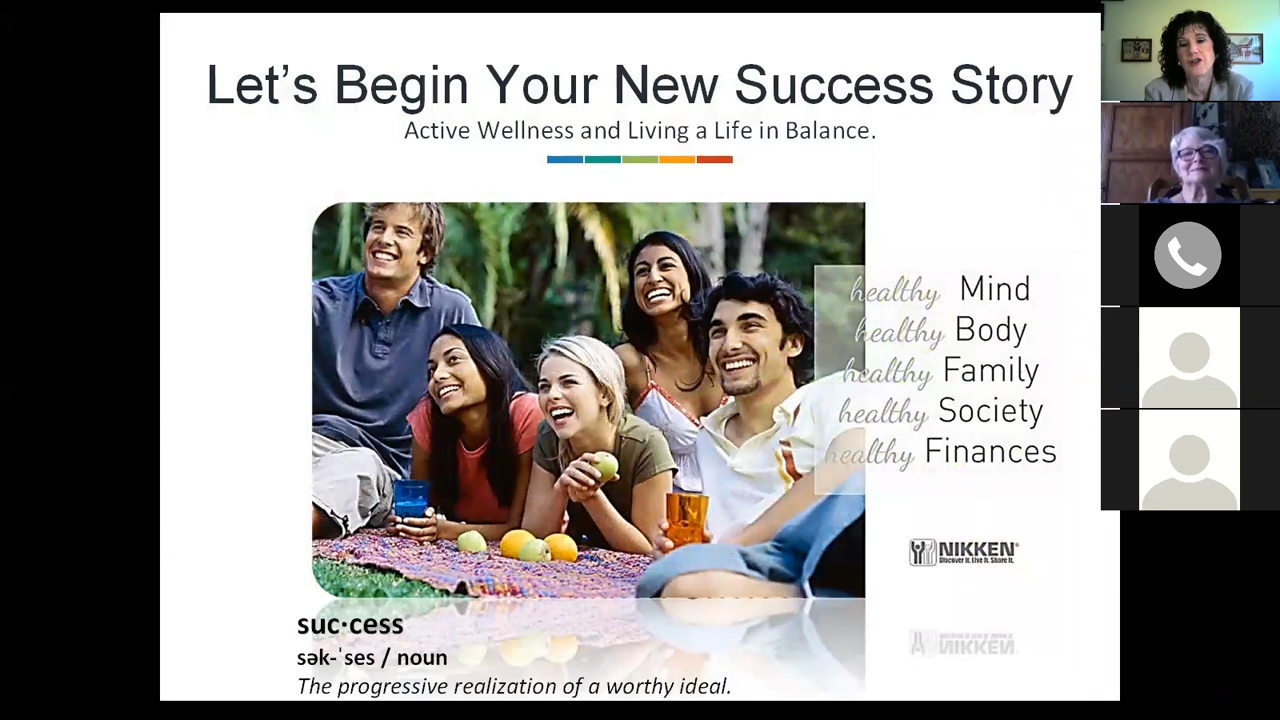 Let's Begin Your New Success Story
Active Wellness and Living a Life in Balance.
healthy Mind
healthy Body
healthy Family
healthy Society
healthy Finances
NIKKEN®
Discover It. Live It. Share It.
suc·cess
sək-ˈses / noun
The progressive realization of a worthy ideal.